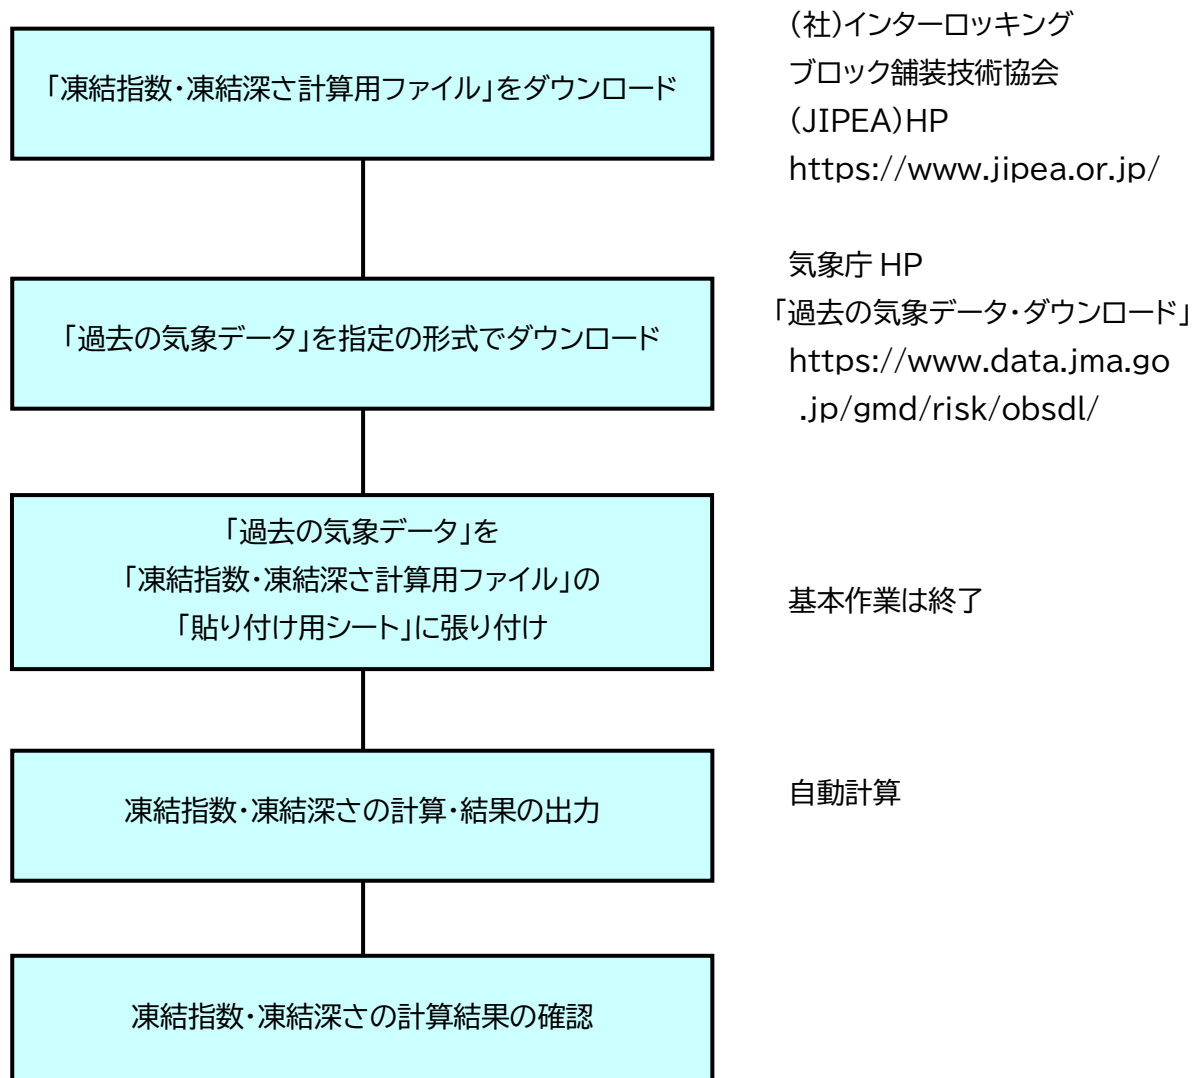 「凍結指数・凍結深さ計算用ファイル」をダウンロード
(社)インターロッキング
ブロック舗装技術協会
(JIPEA)HP
https://www.jipea.or.jp/
「過去の気象データ」を指定の形式でダウンロード
気象庁 HP
「過去の気象データ・ダウンロード」
https://www.data.jma.go
.jp/gmd/risk/obsdl/
「過去の気象データ」を
「凍結指数・凍結深さ計算用ファイル」の
「貼り付け用シート」に張り付け
基本作業は終了
凍結指数・凍結深さの計算・結果の出力
自動計算
凍結指数・凍結深さの計算結果の確認